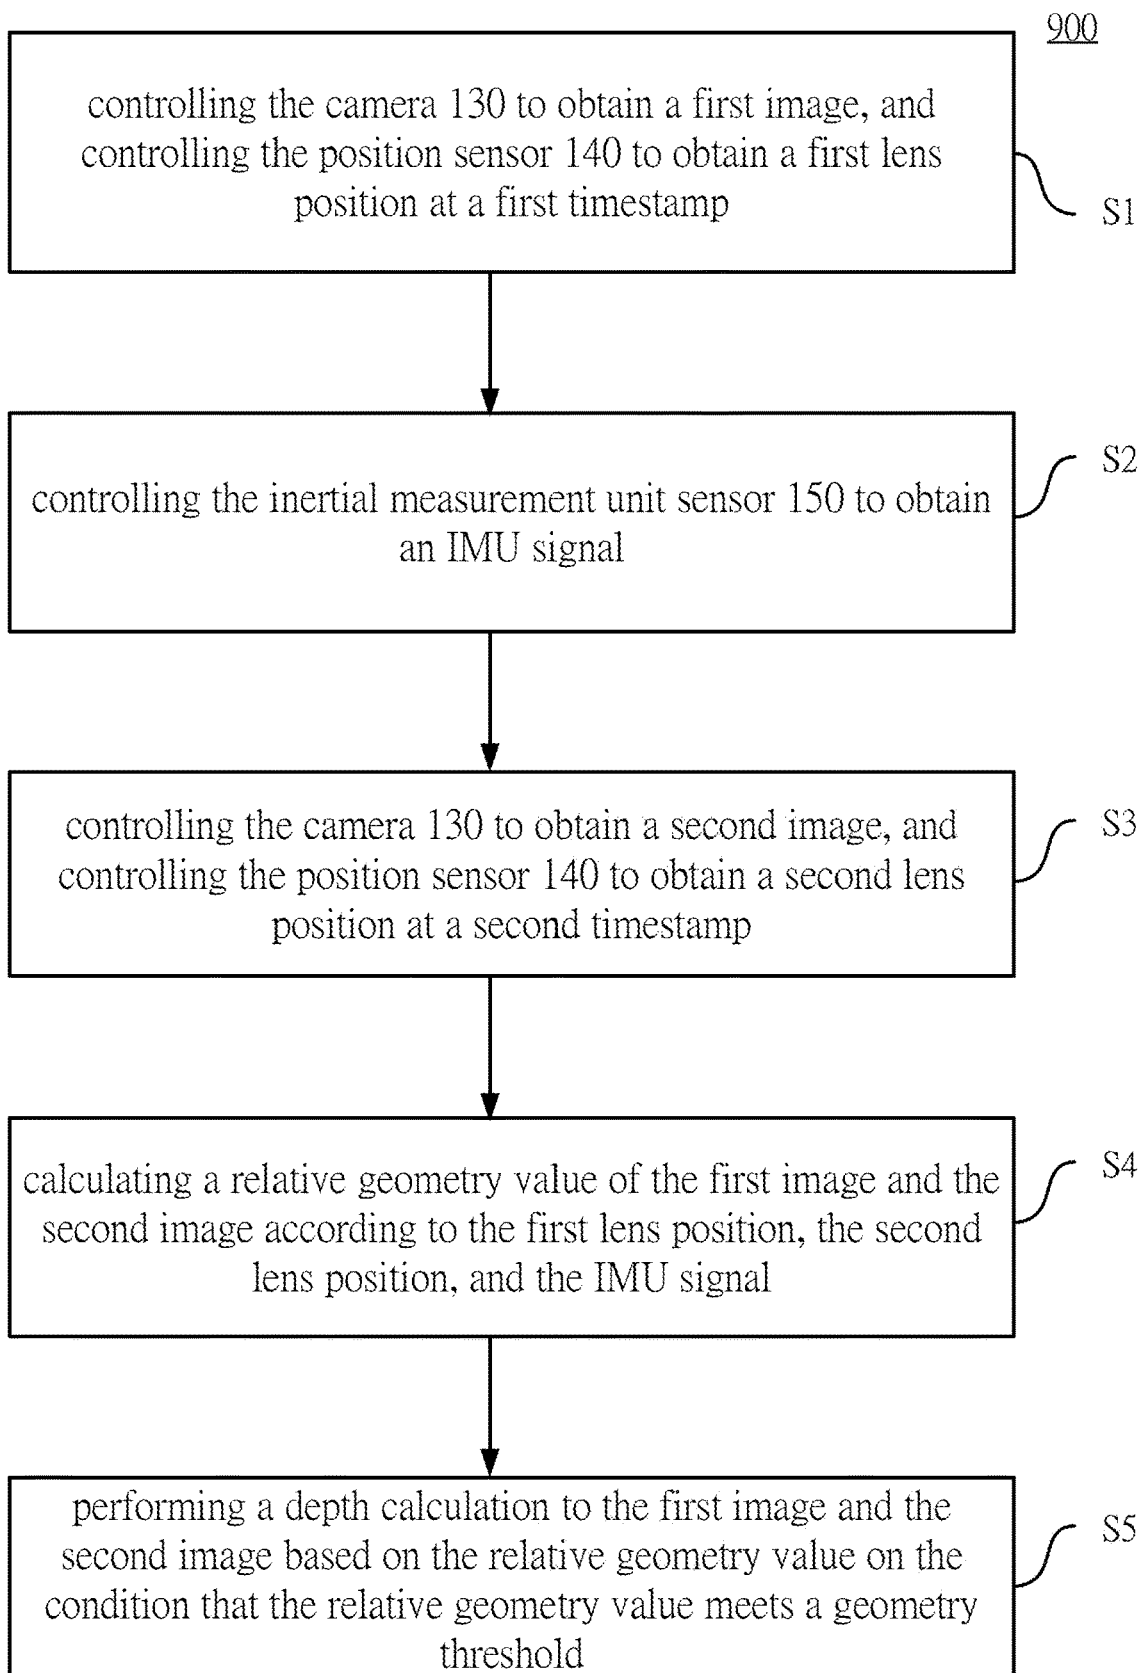 900
controlling the camera 130 to obtain a first image, and
controlling the position sensor 140 to obtain a first lens
position at a first timestamp
S1
controlling the inertial measurement unit sensor 150 to obtain
an IMU signal
S2
controlling the camera 130 to obtain a second image, and
controlling the position sensor 140 to obtain a second lens
position at a second timestamp
S3
calculating a relative geometry value of the first image and the
second image according to the first lens position, the second
lens position, and the IMU signal
S4
performing a depth calculation to the first image and the
second image based on the relative geometry value on the
condition that the relative geometry value meets a geometry
threshold
S5